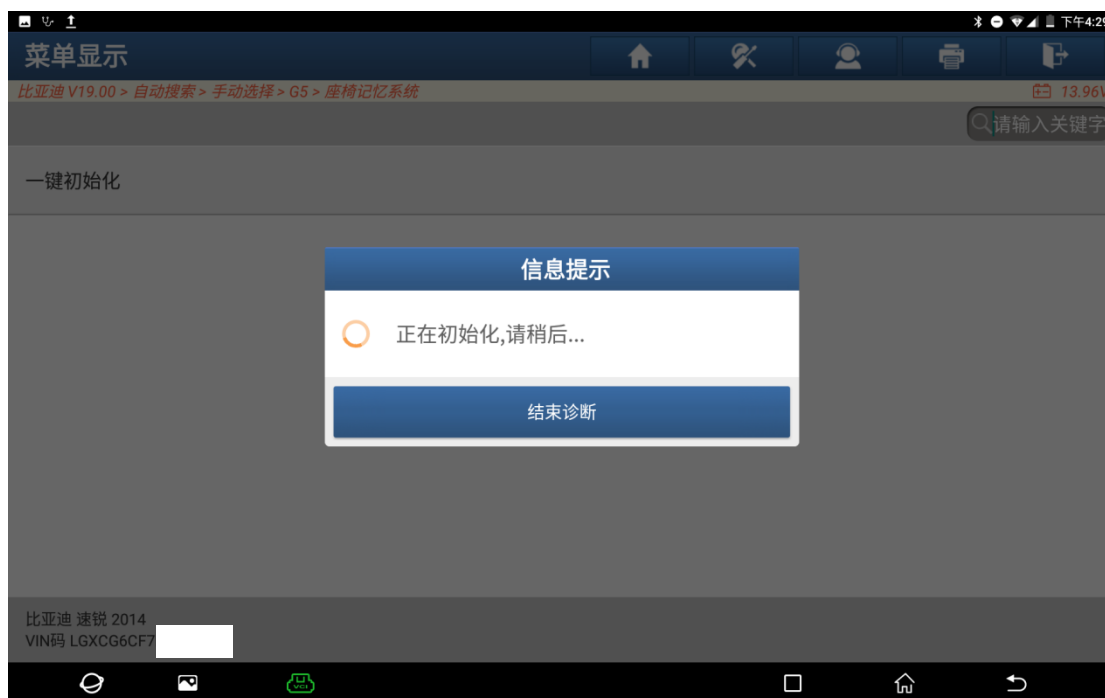 下午4:29
菜单显示
比亚迪 V19.00 > 自动搜索 > 手动选择 > G5 > 座椅记忆系统
13.96V
请输入关键字
一键初始化
信息提示
正在初始化,请稍后...
结束诊断
比亚迪 速锐 2014
VIN码 LGXCG6CF7
VCI